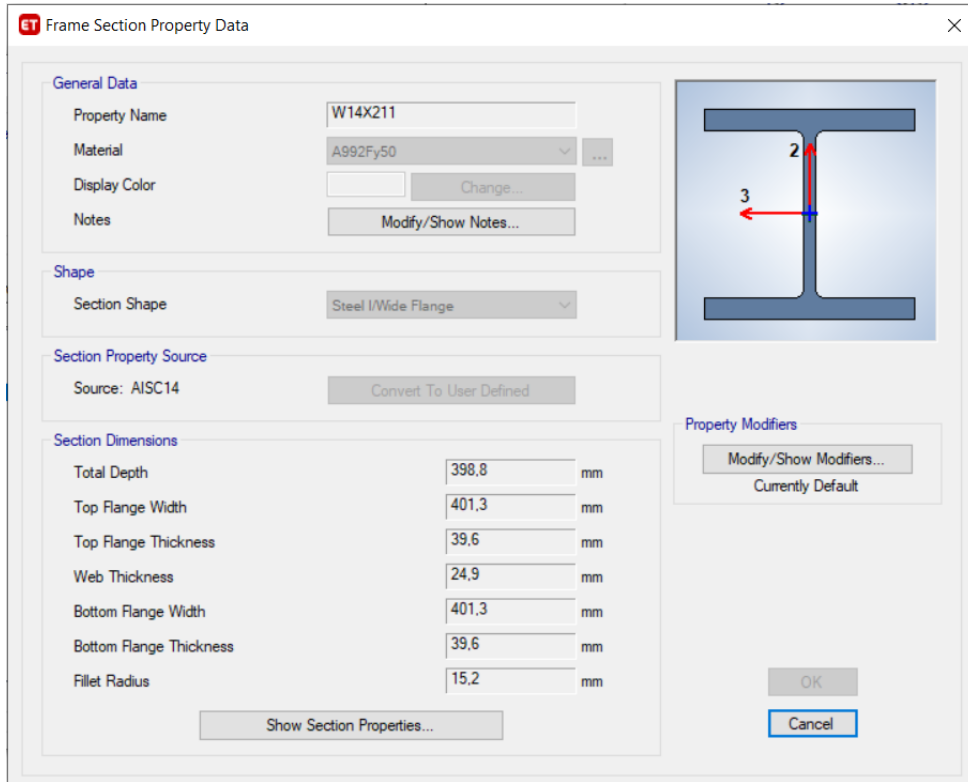 ET Frame Section Property Data
General Data
Property Name W14X211
Material A992Fy50 ...
Display Color Change...
Notes Modify/Show Notes...
2
3
Shape
Section Shape Steel I/Wide Flange
Section Property Source
Source: AISC14 Convert To User Defined
Section Dimensions
Total Depth 398,8 mm
Top Flange Width 401,3 mm
Top Flange Thickness 39,6 mm
Web Thickness 24,9 mm
Bottom Flange Width 401,3 mm
Bottom Flange Thickness 39,6 mm
Fillet Radius 15,2 mm
Show Section Properties...
Property Modifiers
Modify/Show Modifiers...
Currently Default
OK
Cancel